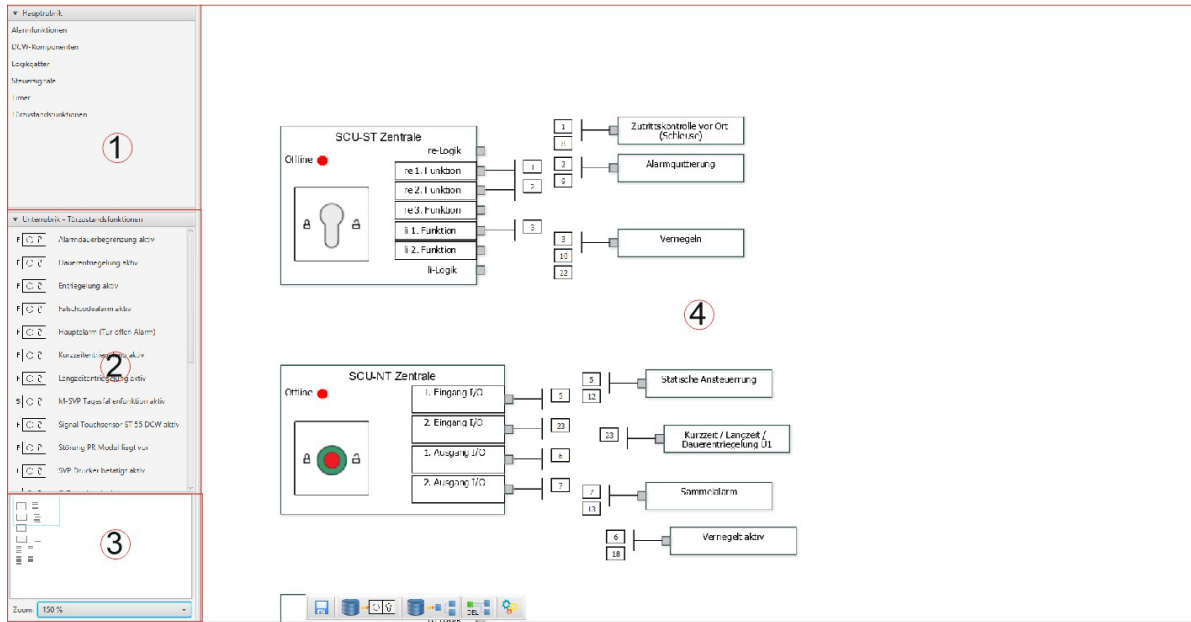 Hauptrubrik
Alarmfunktionen
DCW-Komponenten
Logikgatter
Steuersignale
Timer
Türzustandsfunktionen
1
Unterrubrik - Türzustandsfunktionen
F Alarmdauerbegrenzung aktiv
F Dauerentriegelung aktiv
F Entriegelung aktiv
F Falschcodealarm aktiv
F Hauptalarm (Tür offen Alarm)
F Kurzzeitentriegelung aktiv
F Langzeitentriegelung aktiv
2
S M-SVP Tagesfallenfunktion aktiv
F Signal Touchsensor ST 55 DCW aktiv
F Störung PR Modul liegt vor
SVP Drücker betätigt aktiv
3
Zoom: 150 %
SCU-ST Zentrale
Offline
re-Logik
re 1. Funktion
re 2. Funktion
re 3. Funktion
li 1. Funktion
li 2. Funktion
li-Logik
1
2
3
1
8
Zutrittskontrolle vor Ort
(Schleuse)
2
9
Alarmquittierung
3
10
22
Verriegeln
4
SCU-NT Zentrale
Offline
1. Eingang I/O
2. Eingang I/O
1. Ausgang I/O
2. Ausgang I/O
5
23
6
7
5
12
Statische Ansteuerrung
23
Kurzzeit / Langzeit /
Dauerentriegelung Ü1
7
13
Sammelalarm
6
18
Verriegelt aktiv
DEL